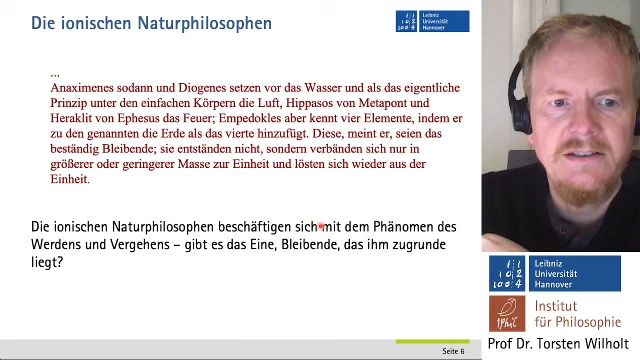 Die ionischen Naturphilosophen
Leibniz
Universität
Hannover
...
Anaximenes sodann und Diogenes setzen vor das Wasser und als das eigentliche
Prinzip unter den einfachen Körpern die Luft, Hippasos von Metapont und
Heraklit von Ephesus das Feuer; Empedokles aber kennt vier Elemente, indem er
zu den genannten die Erde als das vierte hinzufügt. Diese, meint er, seien das
beständig Bleibende; sie entständen nicht, sondern verbänden sich nur in
größerer oder geringerer Masse zur Einheit und lösten sich wieder aus der
Einheit.
Die ionischen Naturphilosophen beschäftigen sich mit dem Phänomen des
Werdens und Vergehens – gibt es das Eine, Bleibende, das ihm zugrunde
liegt?
Seite 6
Leibniz
Universität
Hannover
Institut
für Philosophie
Prof Dr. Torsten Wilholt